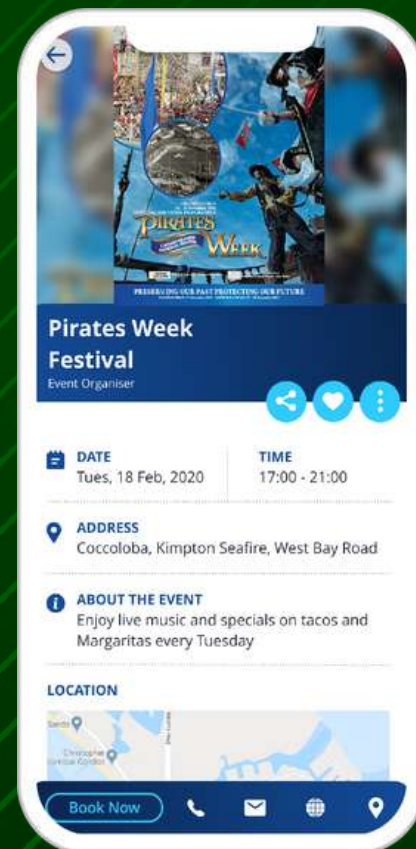 PIRATES
WEEK
PRESERVING OUR PAST PROTECTING OUR FUTURE
Pirates Week
Festival
Event Organiser
DATE
Tues, 18 Feb, 2020
TIME
17:00 - 21:00
ADDRESS
Coccoloba, Kimpton Seafire, West Bay Road
ABOUT THE EVENT
Enjoy live music and specials on tacos and
Margaritas every Tuesday
LOCATION
Book Now